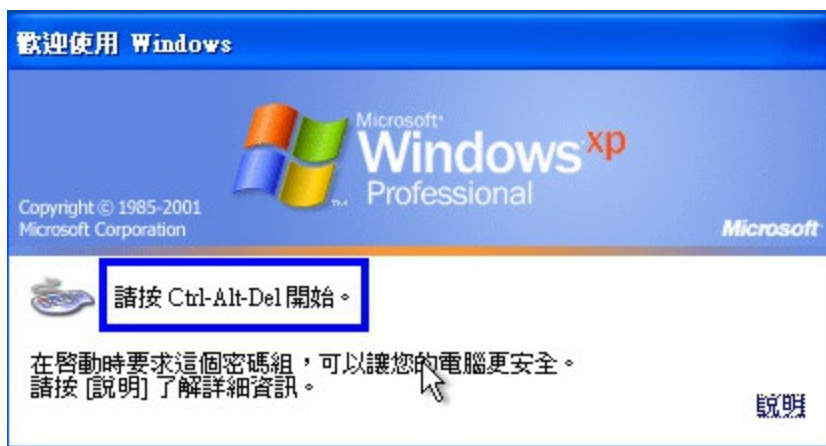 歡迎使用 Windows
Microsoft®
Windows xp
Professional
TM
Copyright © 1985-2001
Microsoft Corporation
Microsoft
請按 Ctrl-Alt-Del 開始。
在啓動時要求這個密碼組，可以讓您的電腦更安全。
請按 [說明] 了解詳細資訊。
說明